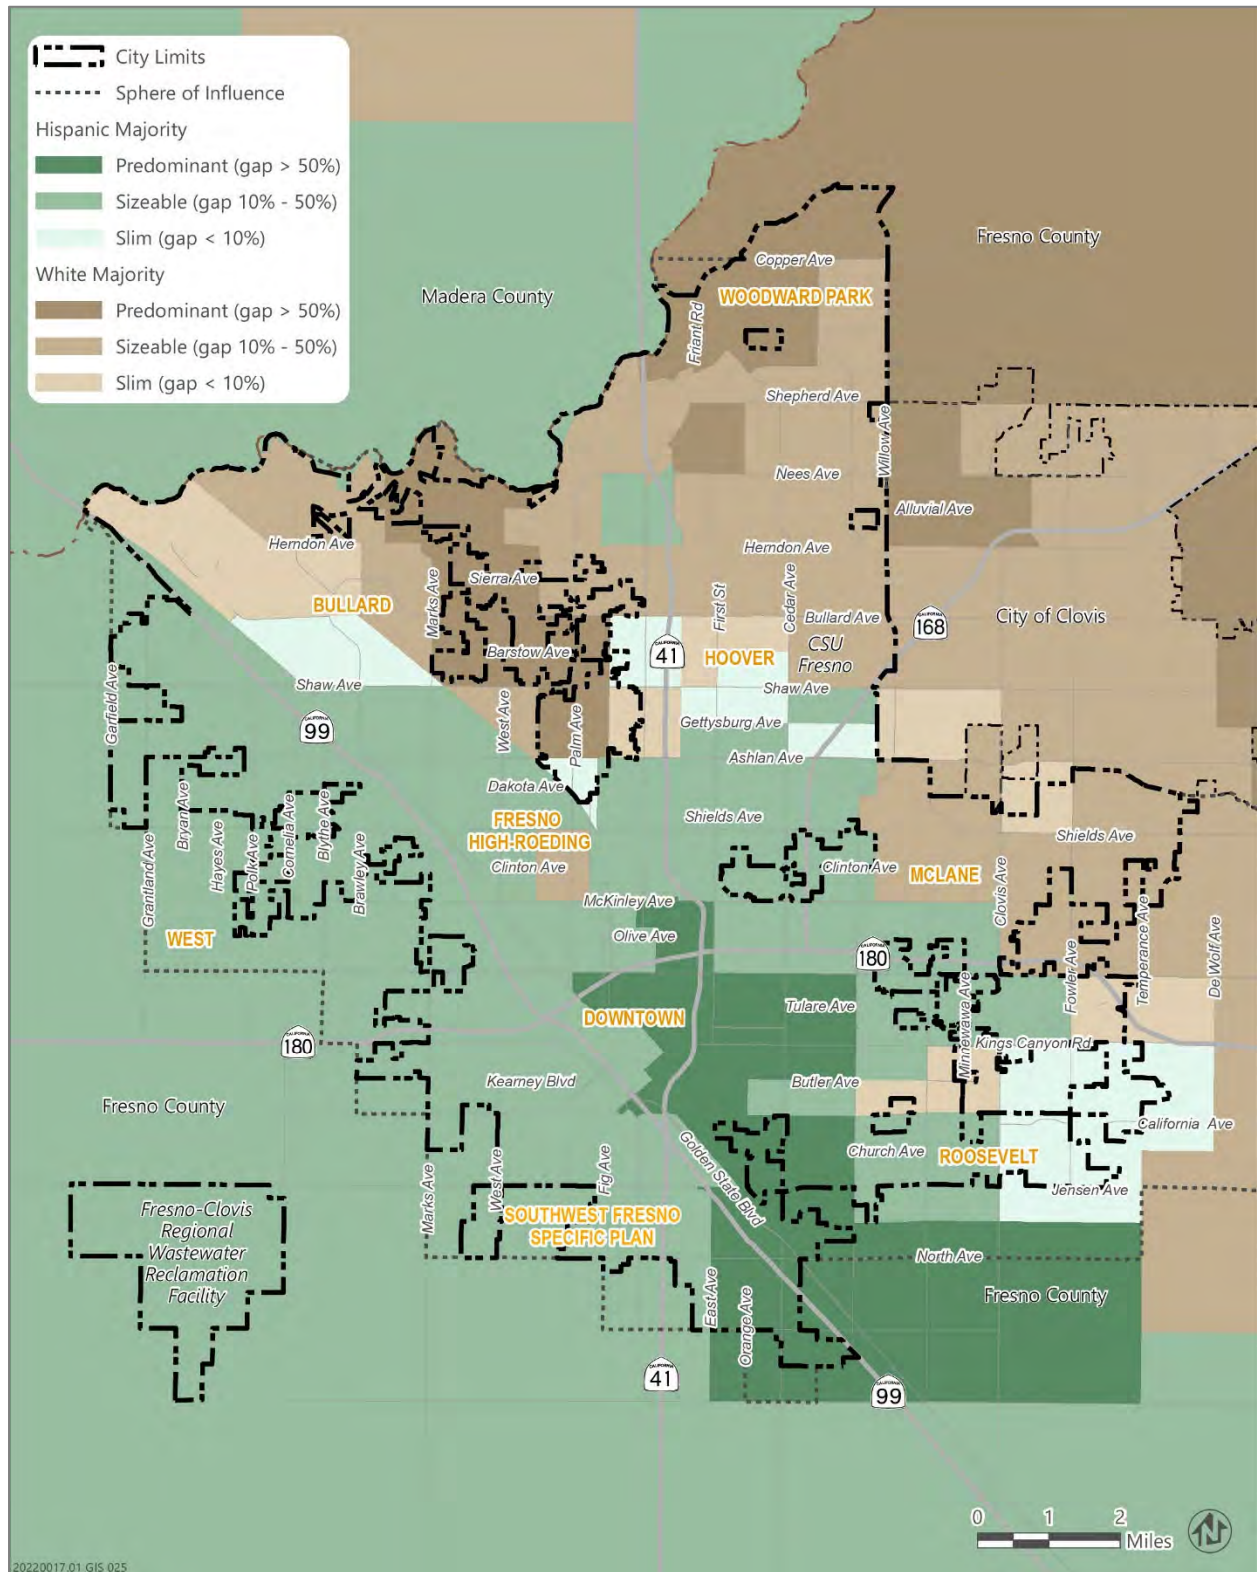 City Limits
Sphere of Influence
Hispanic Majority
Predominant (gap > 50%)
Sizeable (gap 10% - 50%)
Slim (gap < 10%)
White Majority
Predominant (gap > 50%)
Sizeable (gap 10% - 50%)
Slim (gap < 10%)
Fresno County
Copper Ave
Madera County
WOODWARD PARK
Friant Rd
Shepherd Ave
Willow Ave
Nees Ave
Alluvial Ave
Herndon Ave
Herndon Ave
Sierra Ave
Marks Ave
BULLARD
First St
Cedar Ave
Bullard Ave
CALIFORNIA
168
City of Clovis
CALIFORNIA
41
Barstow Ave
HOOVER
CSU
Fresno
Garfield Ave
Shaw Ave
Shaw Ave
CALIFORNIA
99
West Ave
Palm Ave
Gettysburg Ave
Ashlan Ave
Dakota Ave
Bryan Ave
Hayes Ave
Polk Ave
Cornelia Ave
Blythe Ave
FRESNO
HIGH-ROEDING
Shields Ave
Shields Ave
Grantland Ave
Brawley Ave
Clinton Ave
Clinton Ave
MCLANE
Clovis Ave
McKinley Ave
WEST
Olive Ave
CALIFORNIA
180
Fowler Ave
Temperance Ave
De Wolf Ave
Minnewawa Ave
DOWNTOWN
Tulare Ave
CALIFORNIA
180
Kings Canyon Rd
Kearney Blvd
Butler Ave
Fresno County
California Ave
Golden State Blvd
Church Ave
ROOSEVELT
Marks Ave
West Ave
Fig Ave
Jensen Ave
Fresno-Clovis
Regional
Wastewater
Reclamation
Facility
SOUTHWEST FRESNO
SPECIFIC PLAN
North Ave
East Ave
Orange Ave
Fresno County
CALIFORNIA
41
CALIFORNIA
99
0 1 2
Miles
N
20220017.01 GIS 025